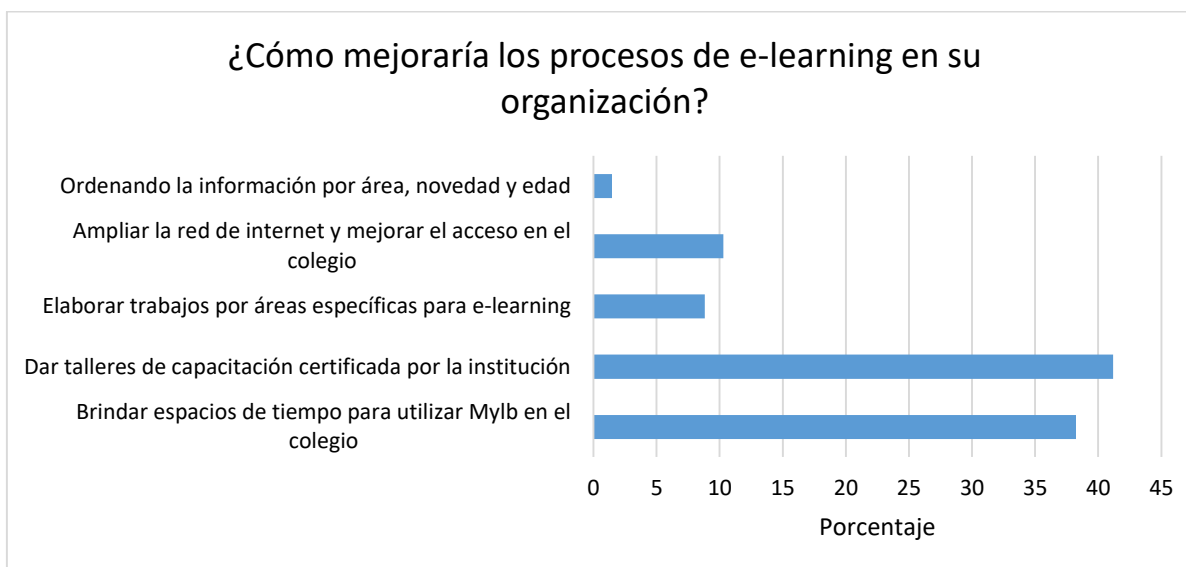 ¿Cómo mejoraría los procesos de e-learning en su
organización?
Ordenando la información por área, novedad y edad
Ampliar la red de internet y mejorar el acceso en el
colegio
Elaborar trabajos por áreas específicas para e-learning
Dar talleres de capacitación certificada por la institución
Brindar espacios de tiempo para utilizar Mylb en el
colegio
0 5 10 15 20 25 30 35 40 45
Porcentaje